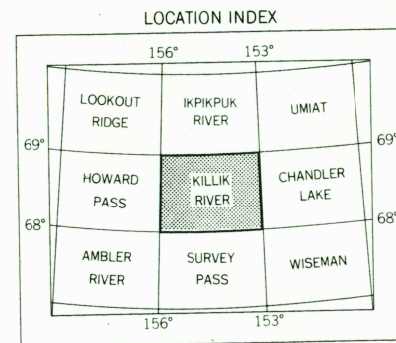 LOCATION INDEX
156° 153°
LOOKOUT
RIDGE
IKPIKPUK
RIVER
UMIAT
69° 69°
HOWARD
PASS
KILLIK
RIVER
CHANDLER
LAKE
68° 68°
AMBLER
RIVER
SURVEY
PASS
WISEMAN
156° 153°